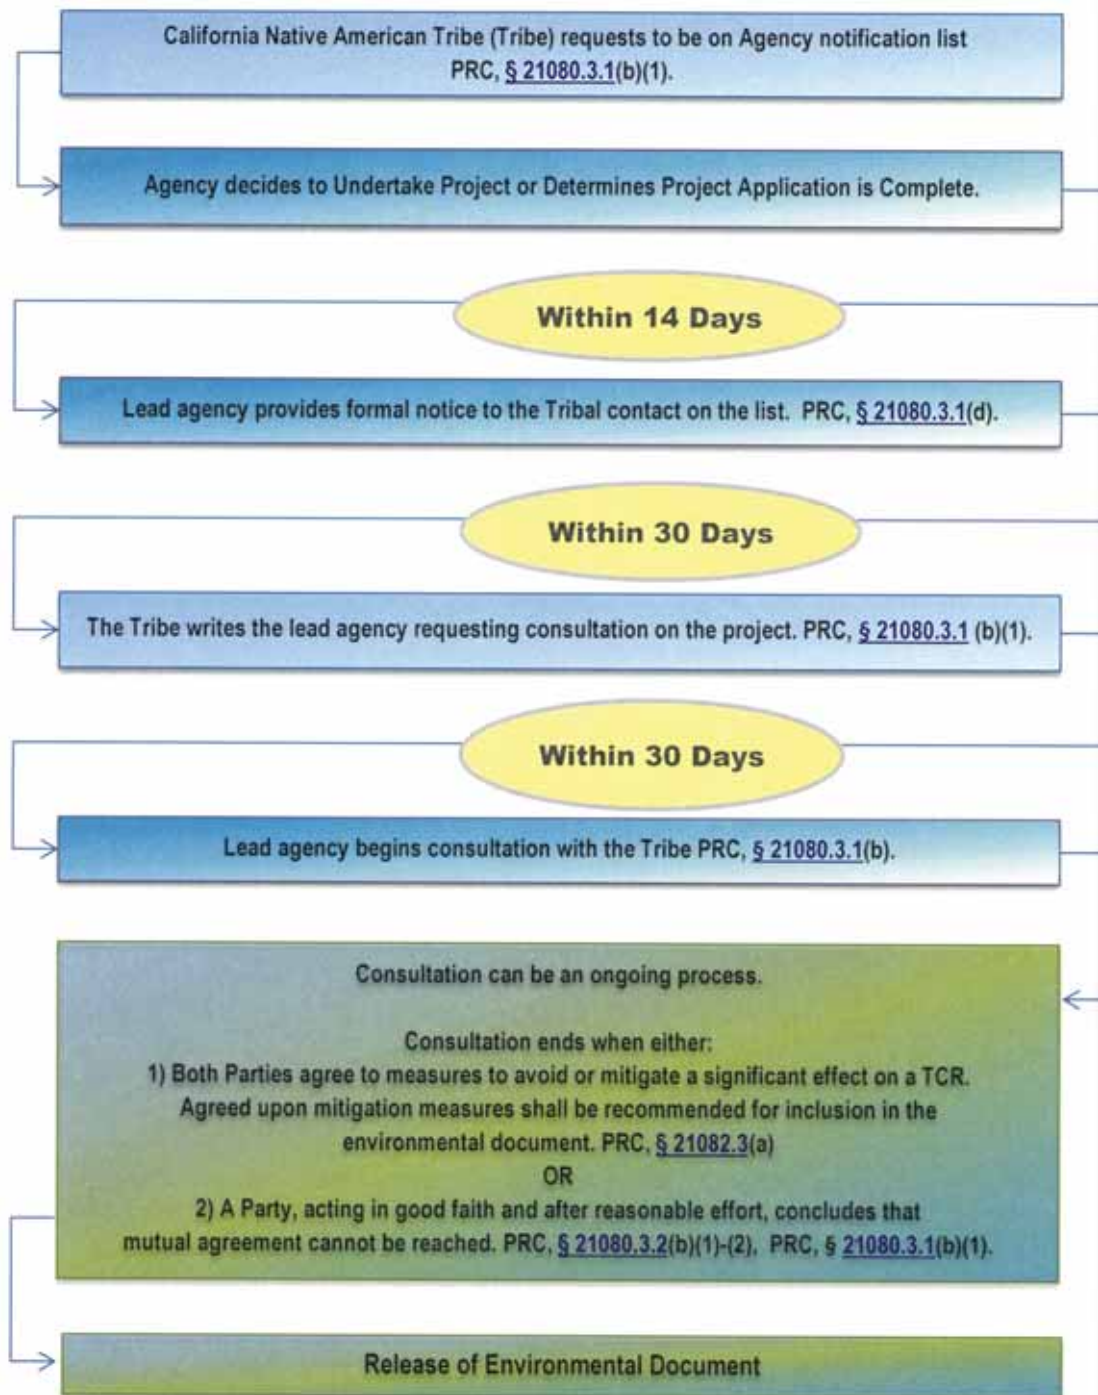 California Native American Tribe (Tribe) requests to be on Agency notification list
PRC, § 21080.3.1(b)(1).
Agency decides to Undertake Project or Determines Project Application is Complete.
Within 14 Days
Lead agency provides formal notice to the Tribal contact on the list. PRC, § 21080.3.1(d).
Within 30 Days
The Tribe writes the lead agency requesting consultation on the project. PRC, § 21080.3.1 (b)(1).
Within 30 Days
Lead agency begins consultation with the Tribe PRC, § 21080.3.1(b).
Consultation can be an ongoing process.
Consultation ends when either:
1) Both Parties agree to measures to avoid or mitigate a significant effect on a TCR.
Agreed upon mitigation measures shall be recommended for inclusion in the
environmental document. PRC, § 21082.3(a)
OR
2) A Party, acting in good faith and after reasonable effort, concludes that
mutual agreement cannot be reached. PRC, § 21080.3.2(b)(1)-(2), PRC, § 21080.3.1(b)(1).
Release of Environmental Document